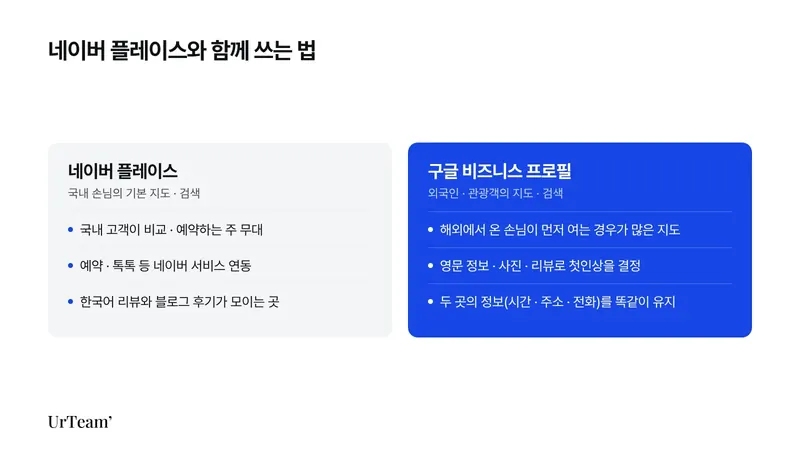 네이버 플레이스와 함께 쓰는 법
네이버 플레이스
국내 손님의 기본 지도 · 검색
• 국내 고객이 비교 · 예약하는 주 무대
• 예약 · 톡톡 등 네이버 서비스 연동
• 한국어 리뷰와 블로그 후기가 모이는 곳
구글 비즈니스 프로필
외국인 · 관광객의 지도 · 검색
• 해외에서 온 손님이 먼저 여는 경우가 많은 지도
• 영문 정보 · 사진 · 리뷰로 첫인상을 결정
• 두 곳의 정보(시간 · 주소 · 전화)를 똑같이 유지
UrTeam’